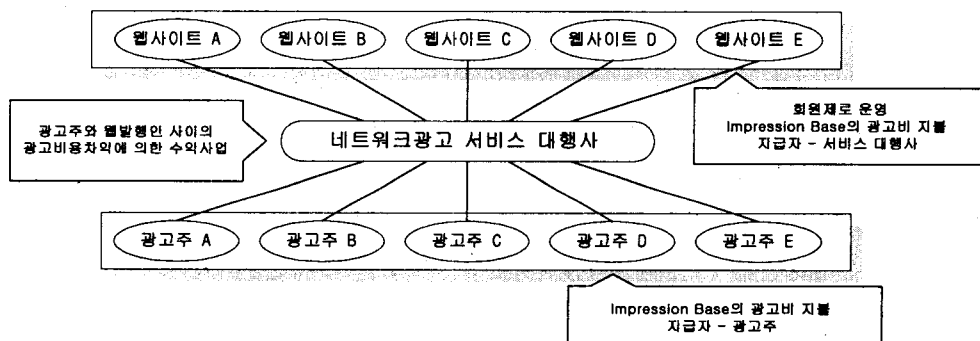 웹사이트 A 웹사이트 B 웹사이트 C 웹사이트 D 웹사이트 E
회원제로 운영
Impression Base의 광고비 지불
지급자 - 서비스 대행사
광고주와 웹발행인 사이의
광고비용차익에 의한 수익사업
네트워크광고 서비스 대행사
광고주 A 광고주 B 광고주 C 광고주 D 광고주 E
Impression Base의 광고비 지불
지급자 - 광고주